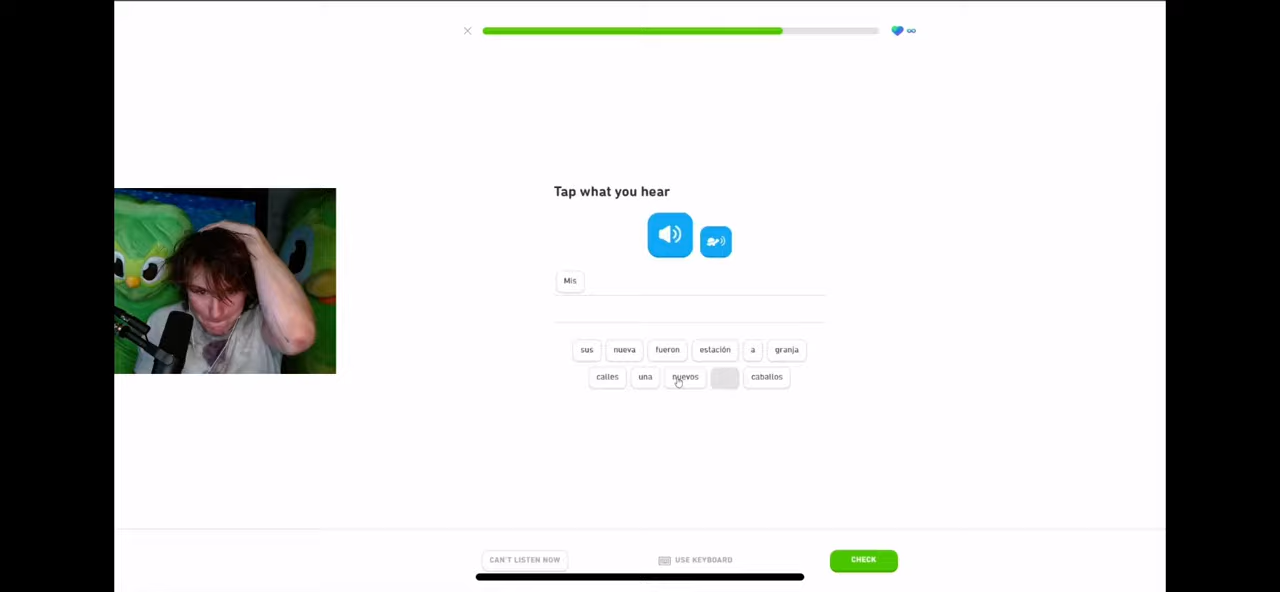 Tap what you hear
Mis
sus nueva fueron estación a granja
calles una nuevos caballos
CAN'T LISTEN NOW USE KEYBOARD CHECK